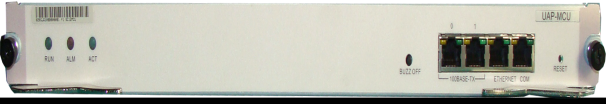 UAP-MCU
0 1
RUN ALM ACT
BUZZ OFF
100BASE-TX ETHERNET COM
RESET